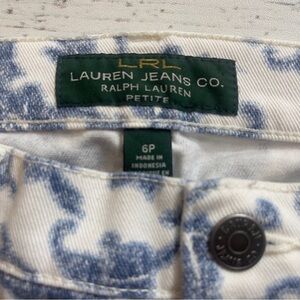 LRL
LAUREN JEANS CO.
RALPH LAUREN
PETITE
6P
MADE IN
INDONESIA